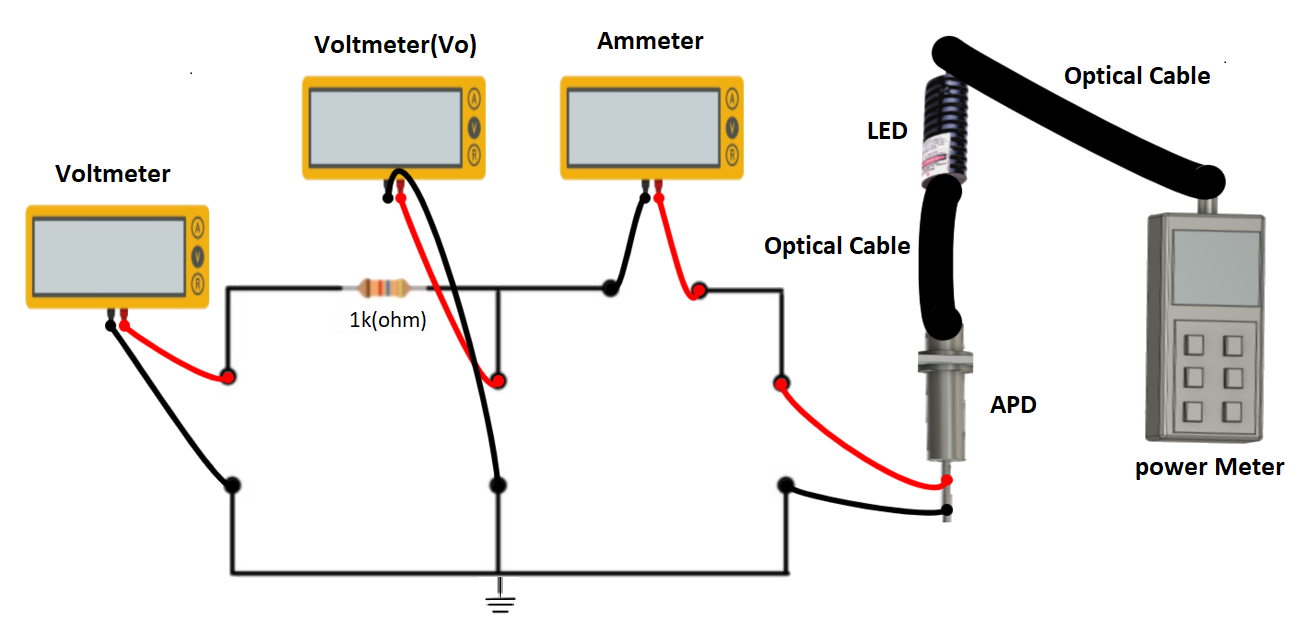 Voltmeter(Vo)
Ammeter
Optical Cable
LED
Voltmeter
A
V
R
A
V
R
A
V
R
Optical Cable
1k(ohm)
APD
power Meter